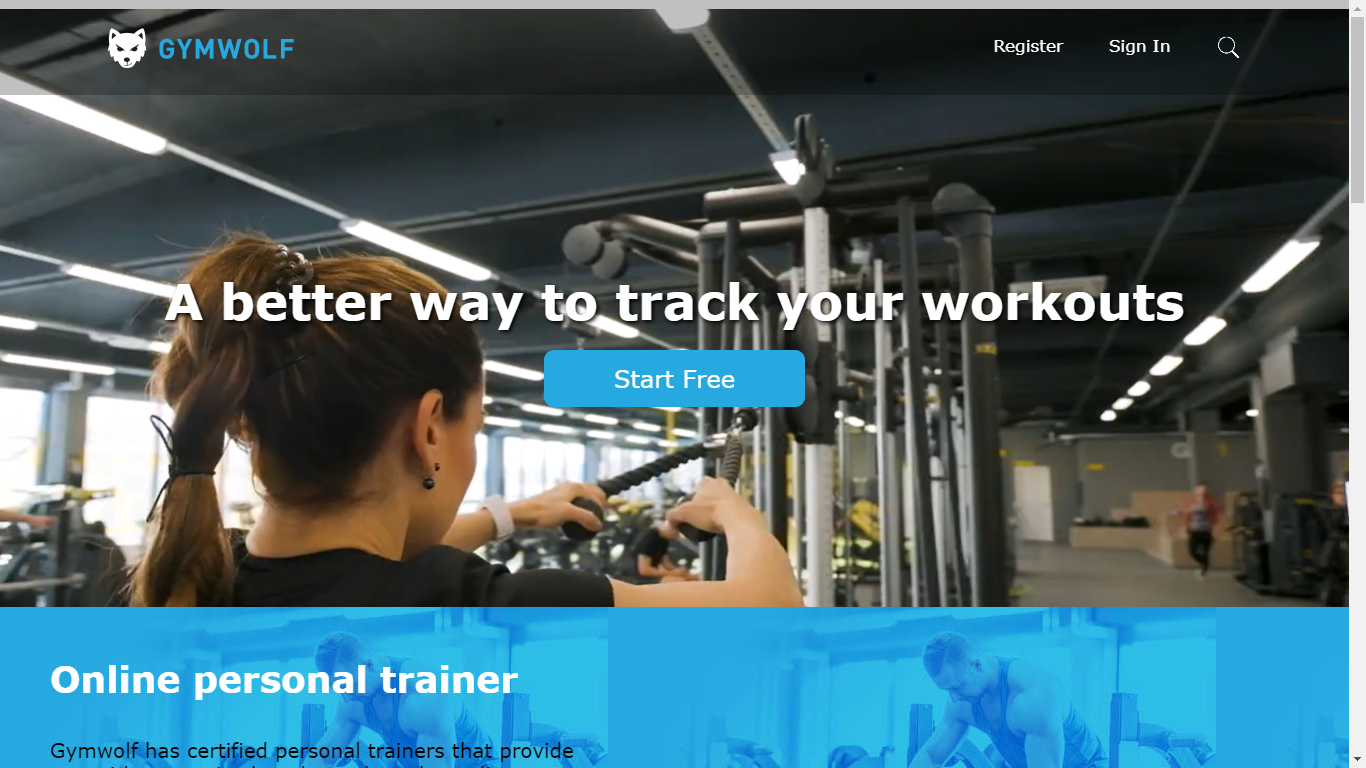 GYMWOLF
Register
Sign In
A better way to track your workouts
Start Free
Online personal trainer
Gymwolf has certified personal trainers that provide